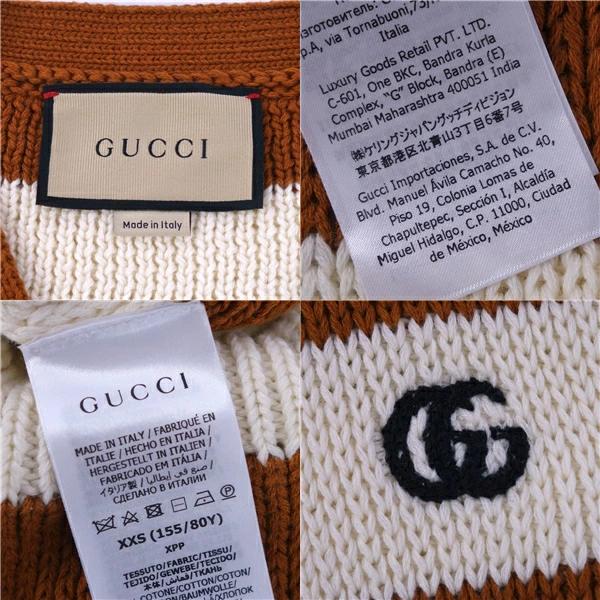 GUCCI
Made in Italy
S.p.A, via Tornabuoni, 73/
Italia
Luxury Goods Retail PVT. LTD.
C-601, One BKC, Bandra Kurla
Complex, "G" Block, Bandra (E)
Mumbai Maharashtra 400051 India
㈱ケリングジャパングッチディビジョン
東京都港区北青山3丁目6番7号
Gucci Importaciones, S.A. de C.V.
Blvd. Manuel Ávila Camacho No. 40,
Piso 19, Colonia Lomas de
Chapultepec, Sección I, Alcaldía
Miguel Hidalgo, C.P. 11000, Ciudad
de México, México
GUCCI
MADE IN ITALY / FABRIQUÉ EN
ITALIE / HECHO EN ITALIA /
HERGESTELLT IN ITALIEN /
FABRICADO EM ITÁLIA /
イタリア製 /
СДЕЛАНО В ИТАЛИИ
XXS (155/80Y)
XPP
TESSUTO/FABRIC/TISSU/
TEJIDO/GEWEBE/TECIDO/
قماش/ТКАНЬ
COTONE/COTTON/COTON/
GG